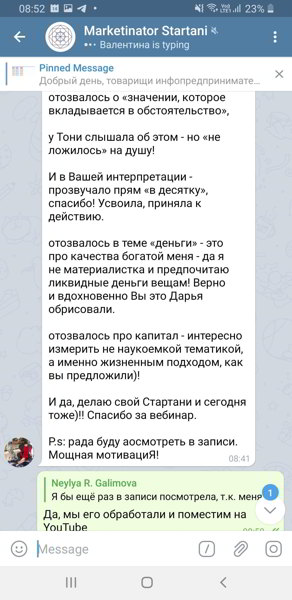 08:52
23%
Marketinator Startani
Валентина is typing
Pinned Message
Добрый день, товарищи инфопредпринимате...
отозвалось о «значении, которое
вкладывается в обстоятельство»,
у Тони слышала об этом - но «не
ложилось» на душу!
И в Вашей интерпретации -
прозвучало прям «в десятку»,
спасибо! Усвоила, приняла к
действию.
отозвалось в теме «деньги» - это
про качества богатой меня - да я
не материалистка и предпочитаю
ликвидные деньги вещам! Верно
и вдохновенно Вы это Дарья
обрисовали.
отозвалось про капитал - интересно
измерить не наукоемкой тематикой,
а именно жизненным подходом, как
вы предложили)!
И да, делаю свой Стартани и сегодня
тоже)!! Спасибо за вебинар.
P.s: рада буду аосмотреть в записи.
Мощная мотивациЯ!
08:41
Neylya R. Galimova
Я бы ещё раз в записи посмотрела, т.к. меня
1
Да, мы его обработали и поместим на
YouTube
Message